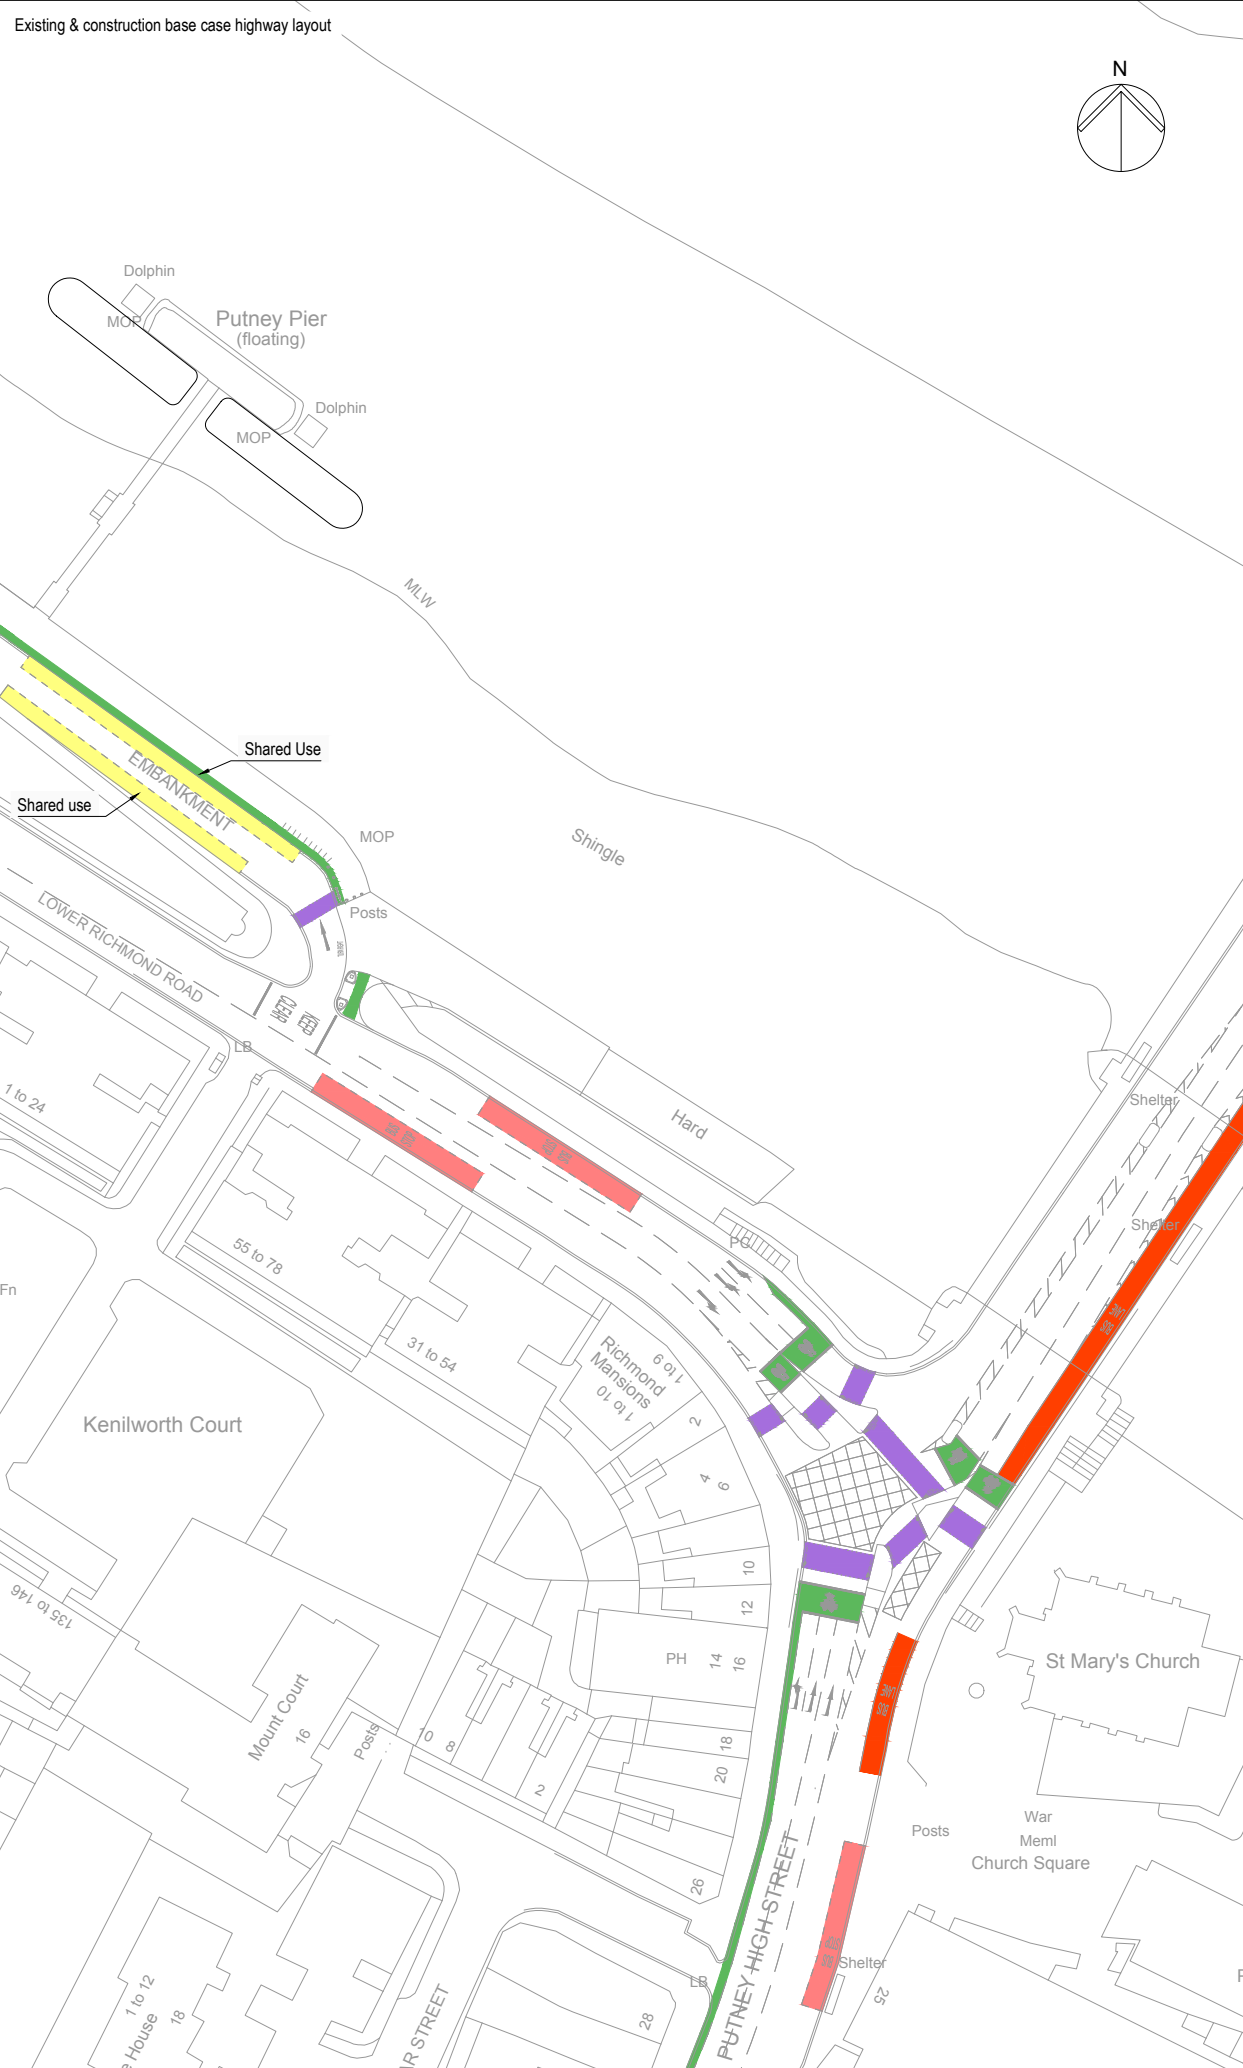 Existing & construction base case highway layout
N
Dolphin
MOP
Putney Pier
(floating)
Dolphin
MOP
MLW
Shared Use
EMBANKMENT
Shared use
MOP
Shingle
Posts
LOWER RICHMOND ROAD
KEEP
CLEAR
LB
1 to 24
Hard
Shelter
Shelter
PC
55 to 78
Fn
31 to 54
Richmond
Mansions
1 to 9
1 to 10
Kenilworth Court
2
4
6
10
12
135 to 146
PH
14
16
St Mary's Church
Mount Court
16
Posts
10
8
2
18
20
War
Meml
Church Square
Posts
26
PUTNEY HIGH STREET
Shelter
LB
25
28
1 to 12
18
e House
AR STREET